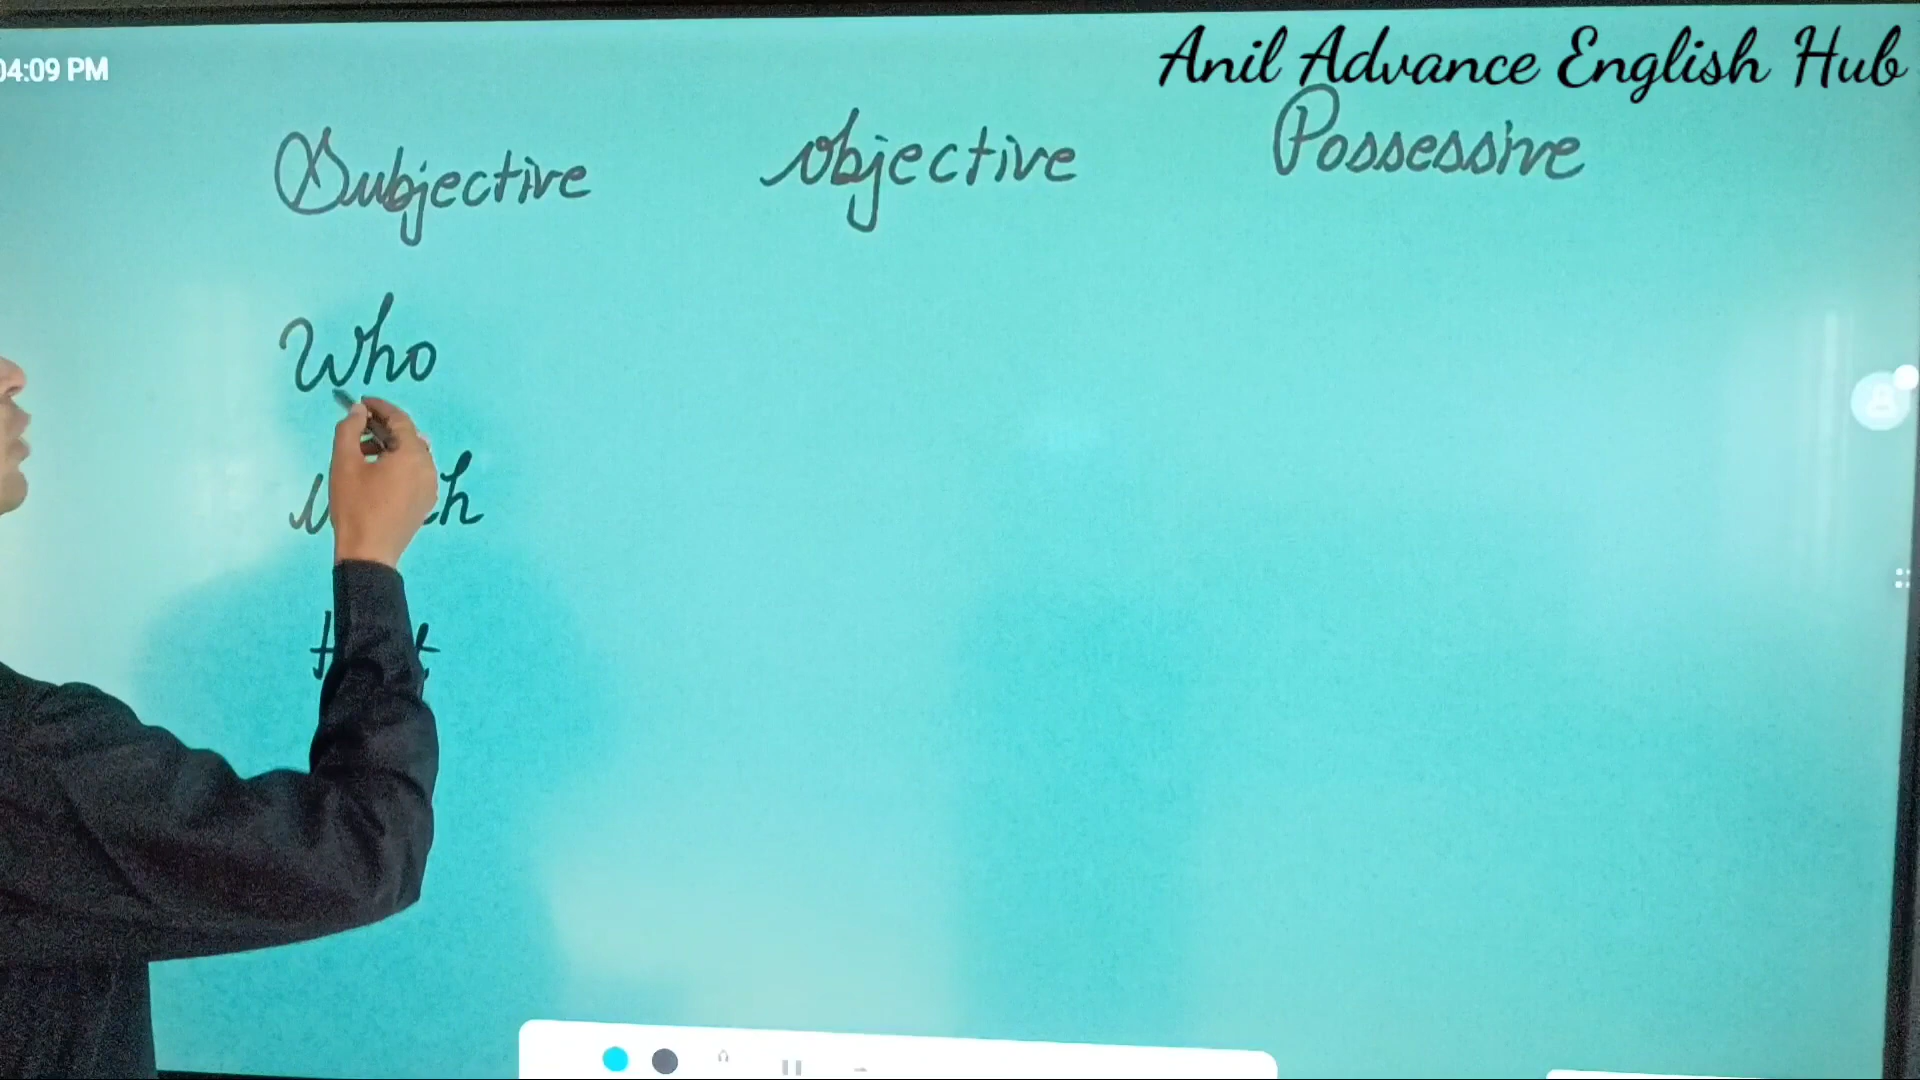 04:09 PM
Anil Advance English Hub
Subjective objective Possessive
Who